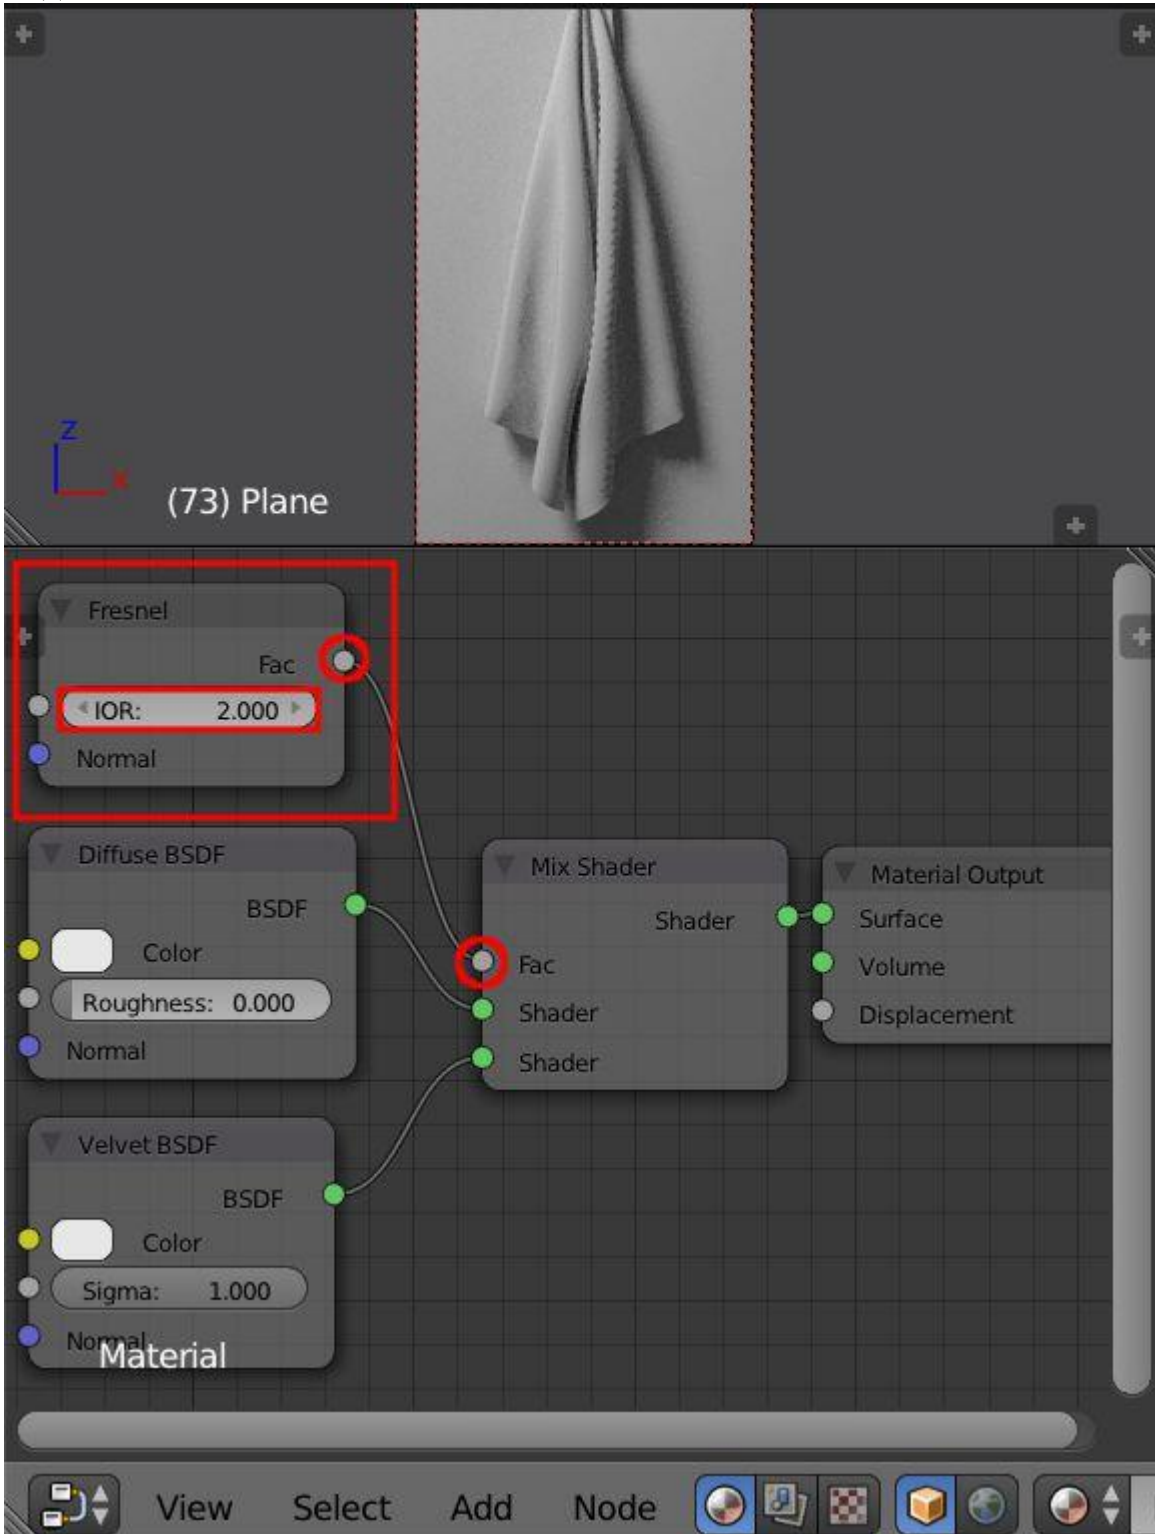 Z
x
(73) Plane
Fresnel
Fac
IOR: 2.000
Normal
Diffuse BSDF
BSDF
Color
Roughness: 0.000
Normal
Mix Shader
Shader
Fac
Shader
Shader
Material Output
Surface
Volume
Displacement
Velvet BSDF
BSDF
Color
Sigma: 1.000
Normal
Material
View Select Add Node